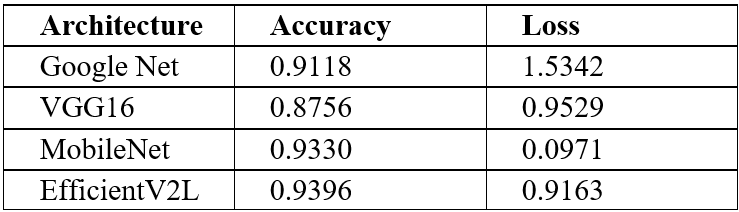 Architecture Accuracy Loss
Google Net 0.9118 1.5342
VGG16 0.8756 0.9529
MobileNet 0.9330 0.0971
EfficientV2L 0.9396 0.9163